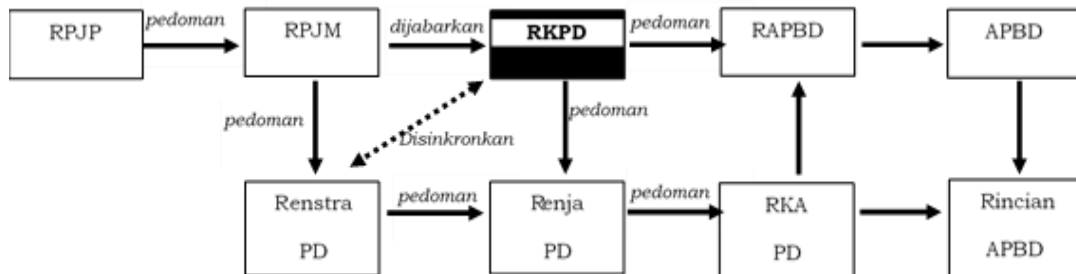 RPJP
pedoman
RPJM
dijabarkan
RKPD
pedoman
RAPBD
APBD
pedoman
Disinkronkan
pedoman
Renstra
PD
pedoman
Renja
PD
pedoman
RKA
PD
Rincian
APBD